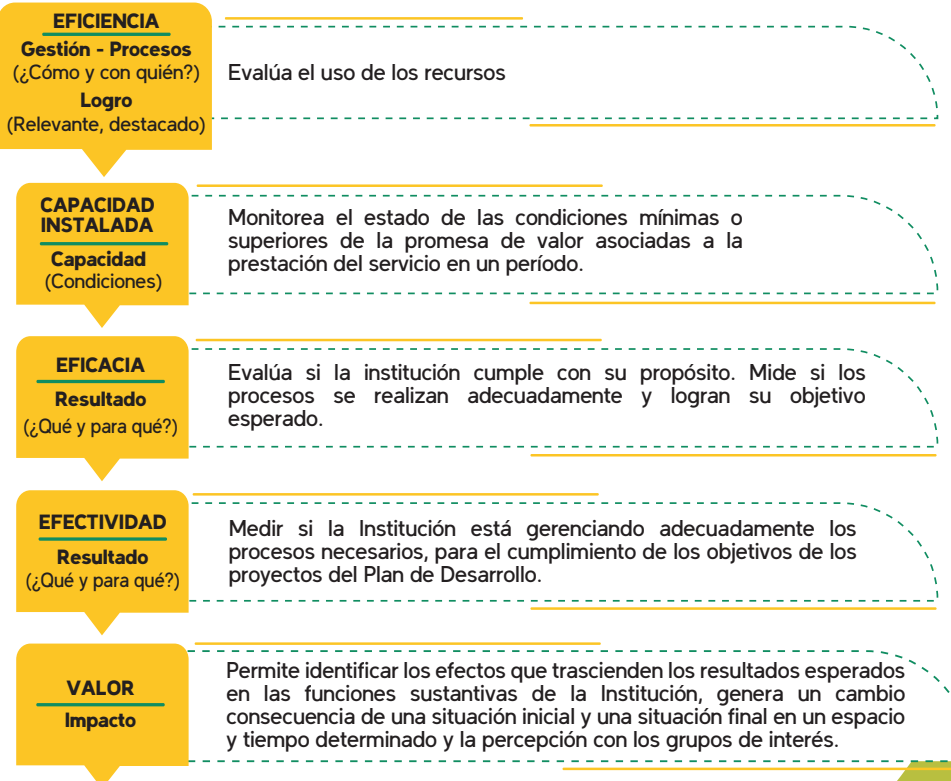 EFICIENCIA
Gestión - Procesos
(¿Cómo y con quién?)
Logro
(Relevante, destacado)
Evalúa el uso de los recursos
CAPACIDAD
INSTALADA
Capacidad
(Condiciones)
Monitorea el estado de las condiciones mínimas o
superiores de la promesa de valor asociadas a la
prestación del servicio en un período.
EFICACIA
Resultado
(¿Qué y para qué?)
Evalúa si la institución cumple con su propósito. Mide si los
procesos se realizan adecuadamente y logran su objetivo
esperado.
EFECTIVIDAD
Resultado
(¿Qué y para qué?)
Medir si la Institución está gerenciando adecuadamente los
procesos necesarios, para el cumplimiento de los objetivos de los
proyectos del Plan de Desarrollo.
VALOR
Impacto
Permite identificar los efectos que trascienden los resultados esperados
en las funciones sustantivas de la Institución, genera un cambio
consecuencia de una situación inicial y una situación final en un espacio
y tiempo determinado y la percepción con los grupos de interés.